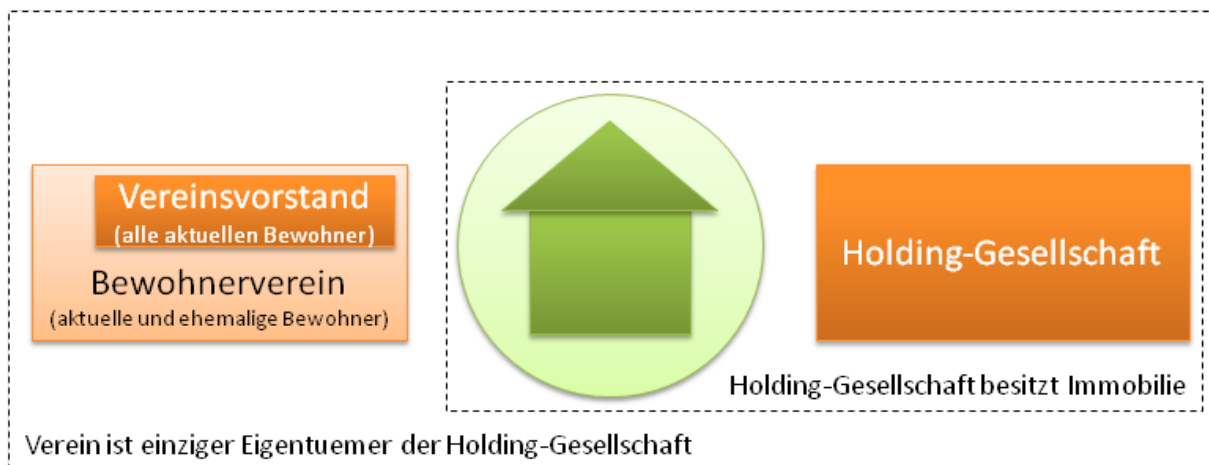 Vereinsvorstand
(alle aktuellen Bewohner)
Bewohnerverein
(aktuelle und ehemalige Bewohner)
Holding-Gesellschaft
Holding-Gesellschaft besitzt Immobilie
Verein ist einziger Eigentuemer der Holding-Gesellschaft